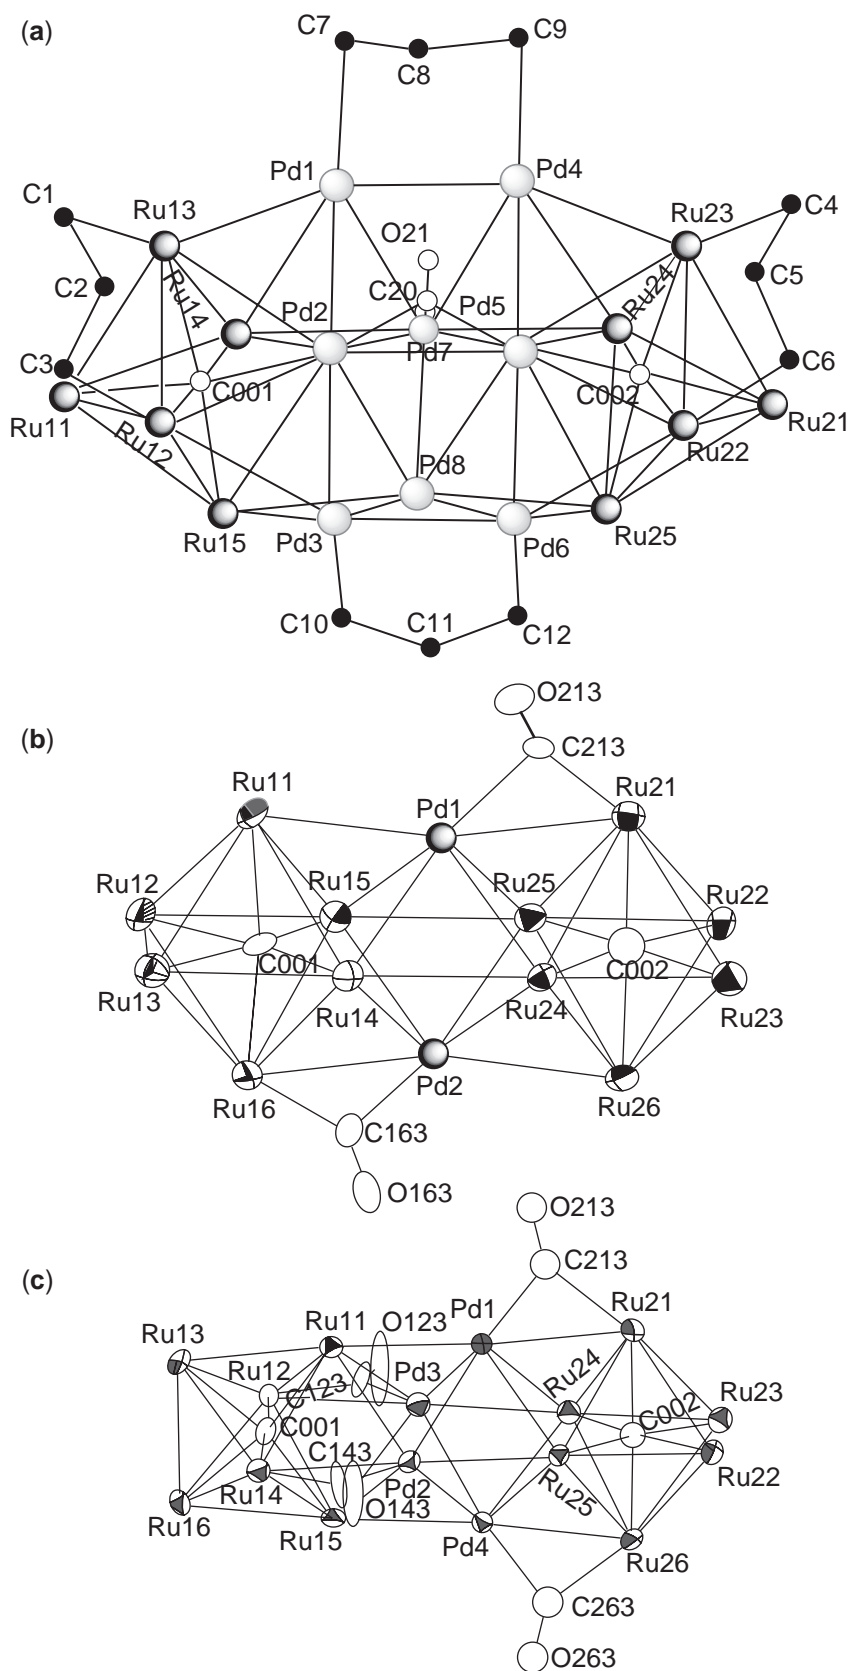 (a)
C7
C9
C8
Pd1
Pd4
C1
C4
Ru13
Ru23
O21
C2
Ru14
C20
Ru24
C5
Pd2
Pd5
Pd7
C3
C6
C001
C002
Ru11
Ru12
Ru21
Ru22
Pd8
Ru15
Pd3
Pd6
Ru25
C10
C11
C12
(b)
O213
C213
Ru11
Ru21
Pd1
Ru12
Ru15
Ru25
Ru22
C001
C002
Ru13
Ru14
Ru24
Ru23
Pd2
Ru16
Ru26
C163
O163
(c)
O213
C213
Ru11
O123
Pd1
Ru21
Ru13
Ru12
C123
Pd3
Ru24
Ru23
C001
C002
C143
Ru14
Pd2
Ru25
Ru22
Ru16
O143
Ru15
Pd4
Ru26
C263
O263